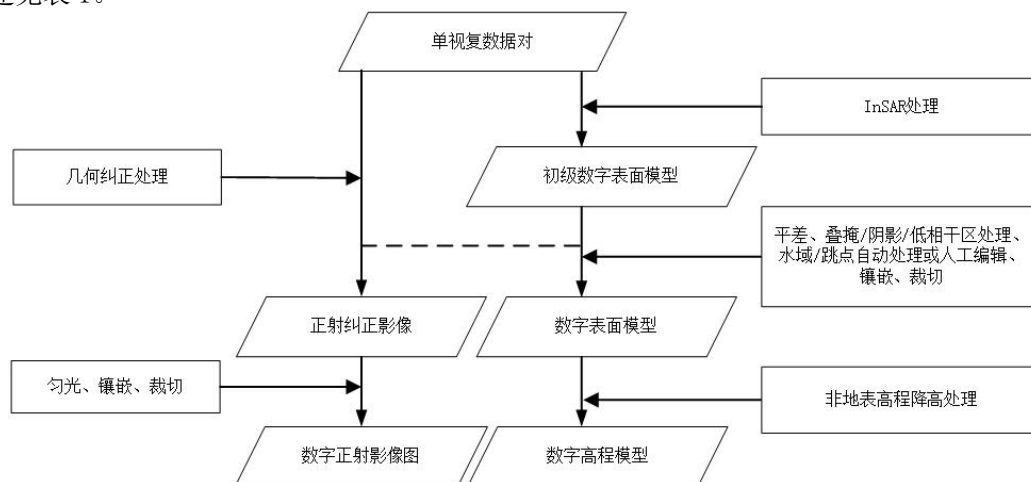 单视复数据对
InSAR处理
几何纠正处理
初级数字表面模型
平差、叠掩/阴影/低相干区处理、
水域/跳点自动处理或人工编辑、
镶嵌、裁切
正射纠正影像
数字表面模型
匀光、镶嵌、裁切
非地表高程降高处理
数字正射影像图
数字高程模型